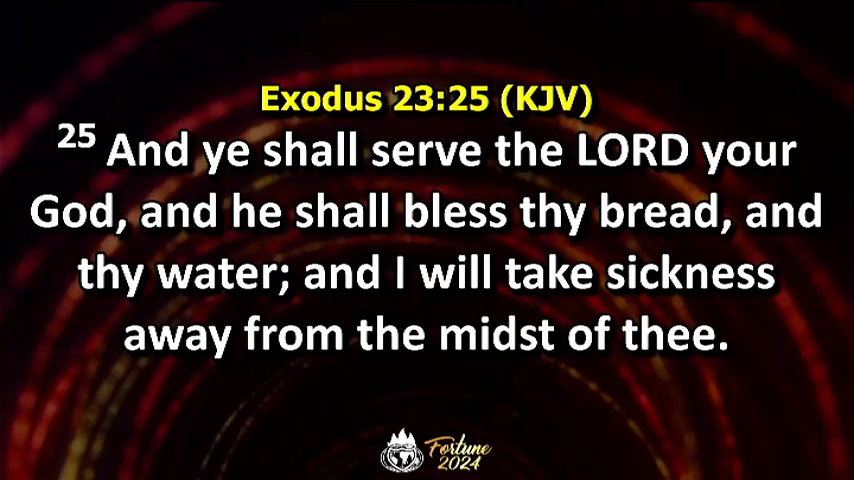 Exodus 23:25 (KJV)
25 And ye shall serve the LORD your
God, and he shall bless thy bread, and
thy water; and I will take sickness
away from the midst of thee.
Fortune
2024